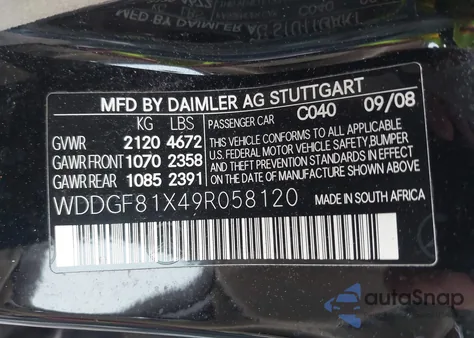 MFD BY DAIMLER AG STUTTGART
KG LBS PASSENGER CAR C040 09/08
GVWR 2120 4672
GAWR FRONT 1070 2358
GAWR REAR 1085 2391
THIS VEHICLE CONFORMS TO ALL APPLICABLE
U.S. FEDERAL MOTOR VEHICLE SAFETY,BUMPER
AND THEFT PREVENTION STANDARDS IN EFFECT ON
THE DATE OF MANUFACTURE SHOWN ABOVE.
WDDGF81X49R058120 MADE IN SOUTH AFRICA
autoSnap